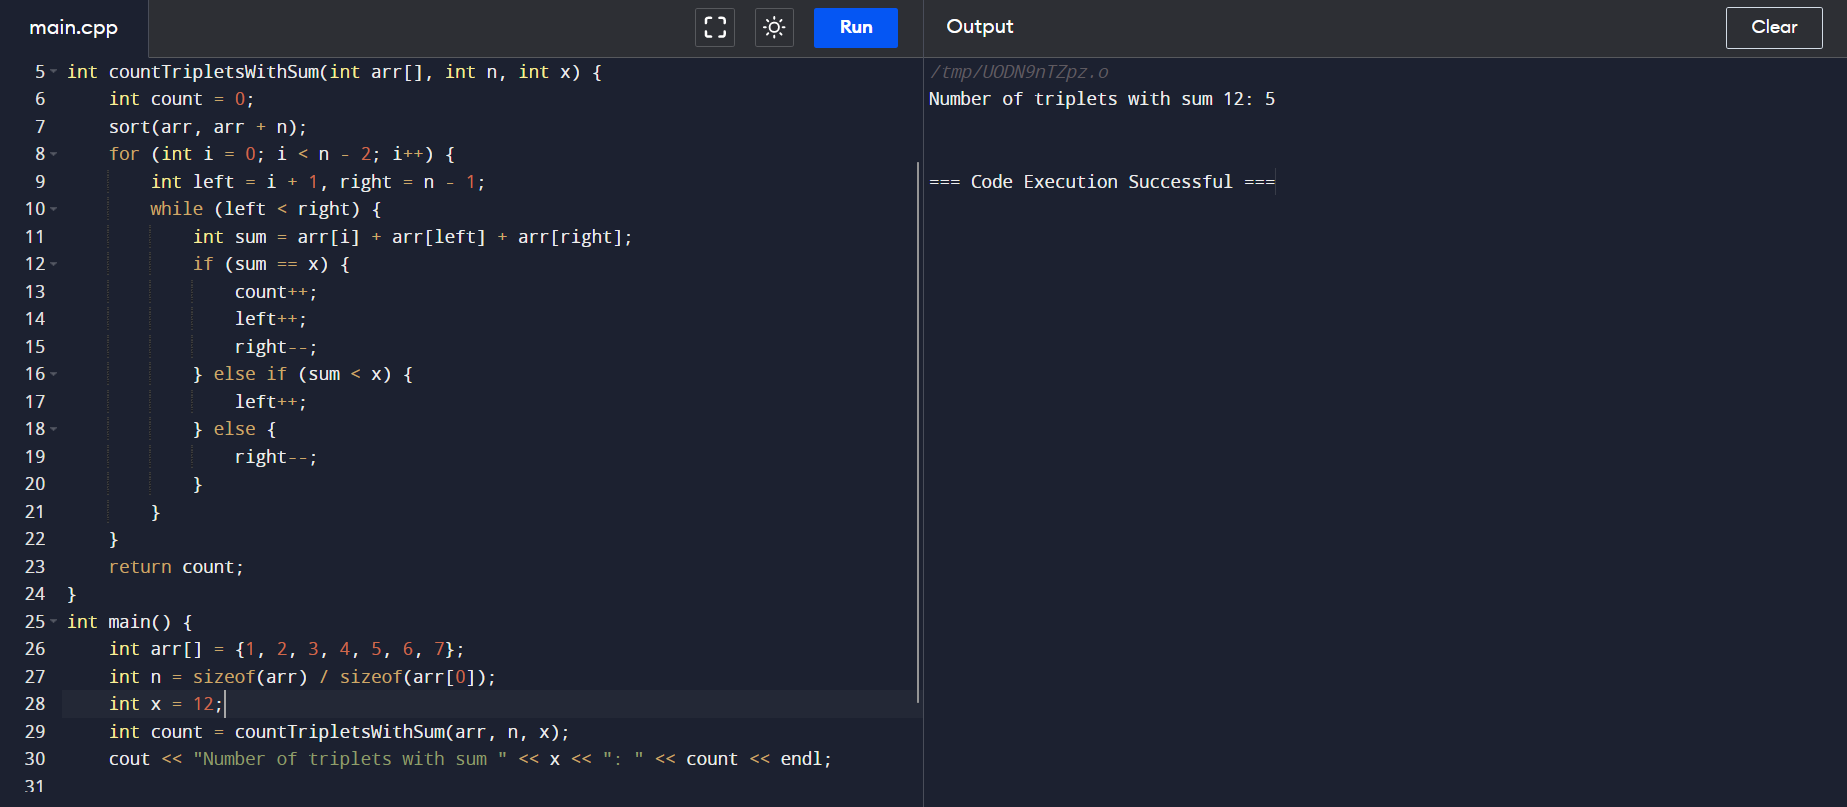 main.cpp
Run
Output
Clear
5 int countTripletsWithSum(int arr[], int n, int x) {
6     int count = 0;
7     sort(arr, arr + n);
8     for (int i = 0; i < n - 2; i++) {
9         int left = i + 1, right = n - 1;
10         while (left < right) {
11             int sum = arr[i] + arr[left] + arr[right];
12             if (sum == x) {
13                 count++;
14                 left++;
15                 right--;
16             } else if (sum < x) {
17                 left++;
18             } else {
19                 right--;
20             }
21         }
22     }
23     return count;
24 }
25 int main() {
26     int arr[] = {1, 2, 3, 4, 5, 6, 7};
27     int n = sizeof(arr) / sizeof(arr[0]);
28     int x = 12;
29     int count = countTripletsWithSum(arr, n, x);
30     cout << "Number of triplets with sum " << x << ": " << count << endl;
31
/tmp/UODN9nTZpz.o
Number of triplets with sum 12: 5
=== Code Execution Successful ===